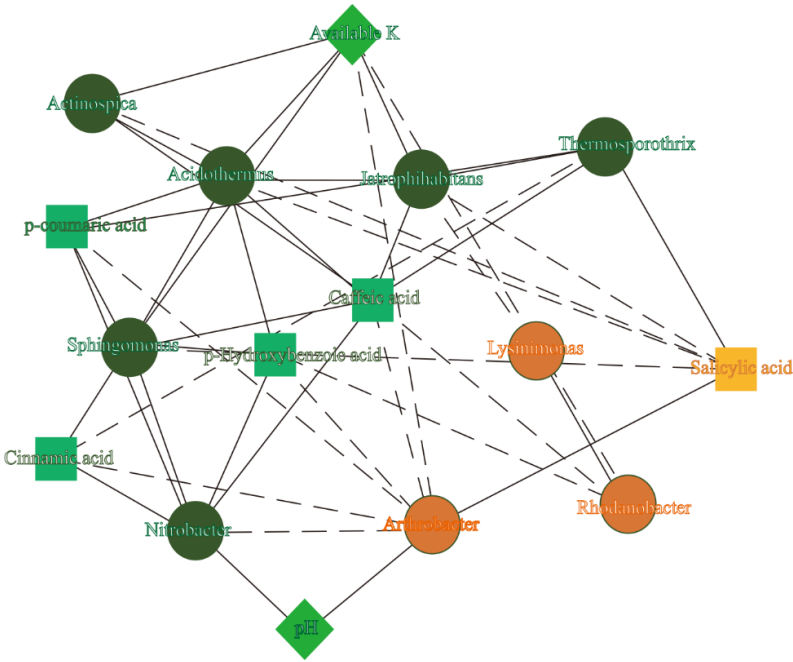 Available K
Actinospica
Thermosporothrix
Acidothermus
Jatrophihabitans
p-coumaric acid
Caffeic acid
Sphingomonas
p-Hydroxybenzoic acid
Lysinimonas
Salicylic acid
Cinnamic acid
Rhodanobacter
Nitrobacter
Arthrobacter
pH